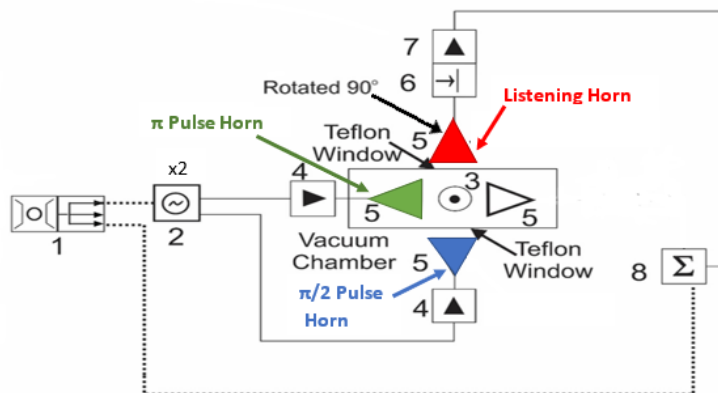 7
6
Rotated 90°
Listening Horn
π Pulse Horn
5
Teflon
Window
x2
4
3
5
5
1
2
Vacuum
Chamber
5
Teflon
Window
8
Σ
π/2 Pulse
Horn
4